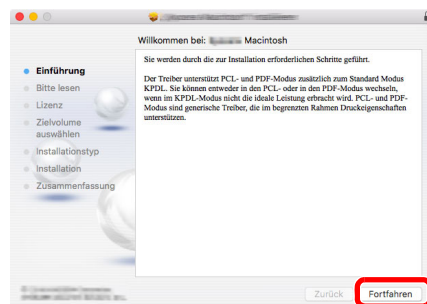 Willkommen bei: Macintosh
Einführung
Bitte lesen
Lizenz
Zielvolume
auswählen
Installationstyp
Installation
Zusammenfassung
Sie werden durch die zur Installation erforderlichen Schritte geführt.
Der Treiber unterstützt PCL- und PDF-Modus zusätzlich zum Standard Modus
KPDL. Sie können entweder in den PCL- oder in den PDF-Modus wechseln,
wenn im KPDL-Modus nicht die ideale Leistung erbracht wird. PCL- und PDF-
Modus sind generische Treiber, die im begrenzten Rahmen Druckeigenschaften
unterstützen.
Zurück
Fortfahren